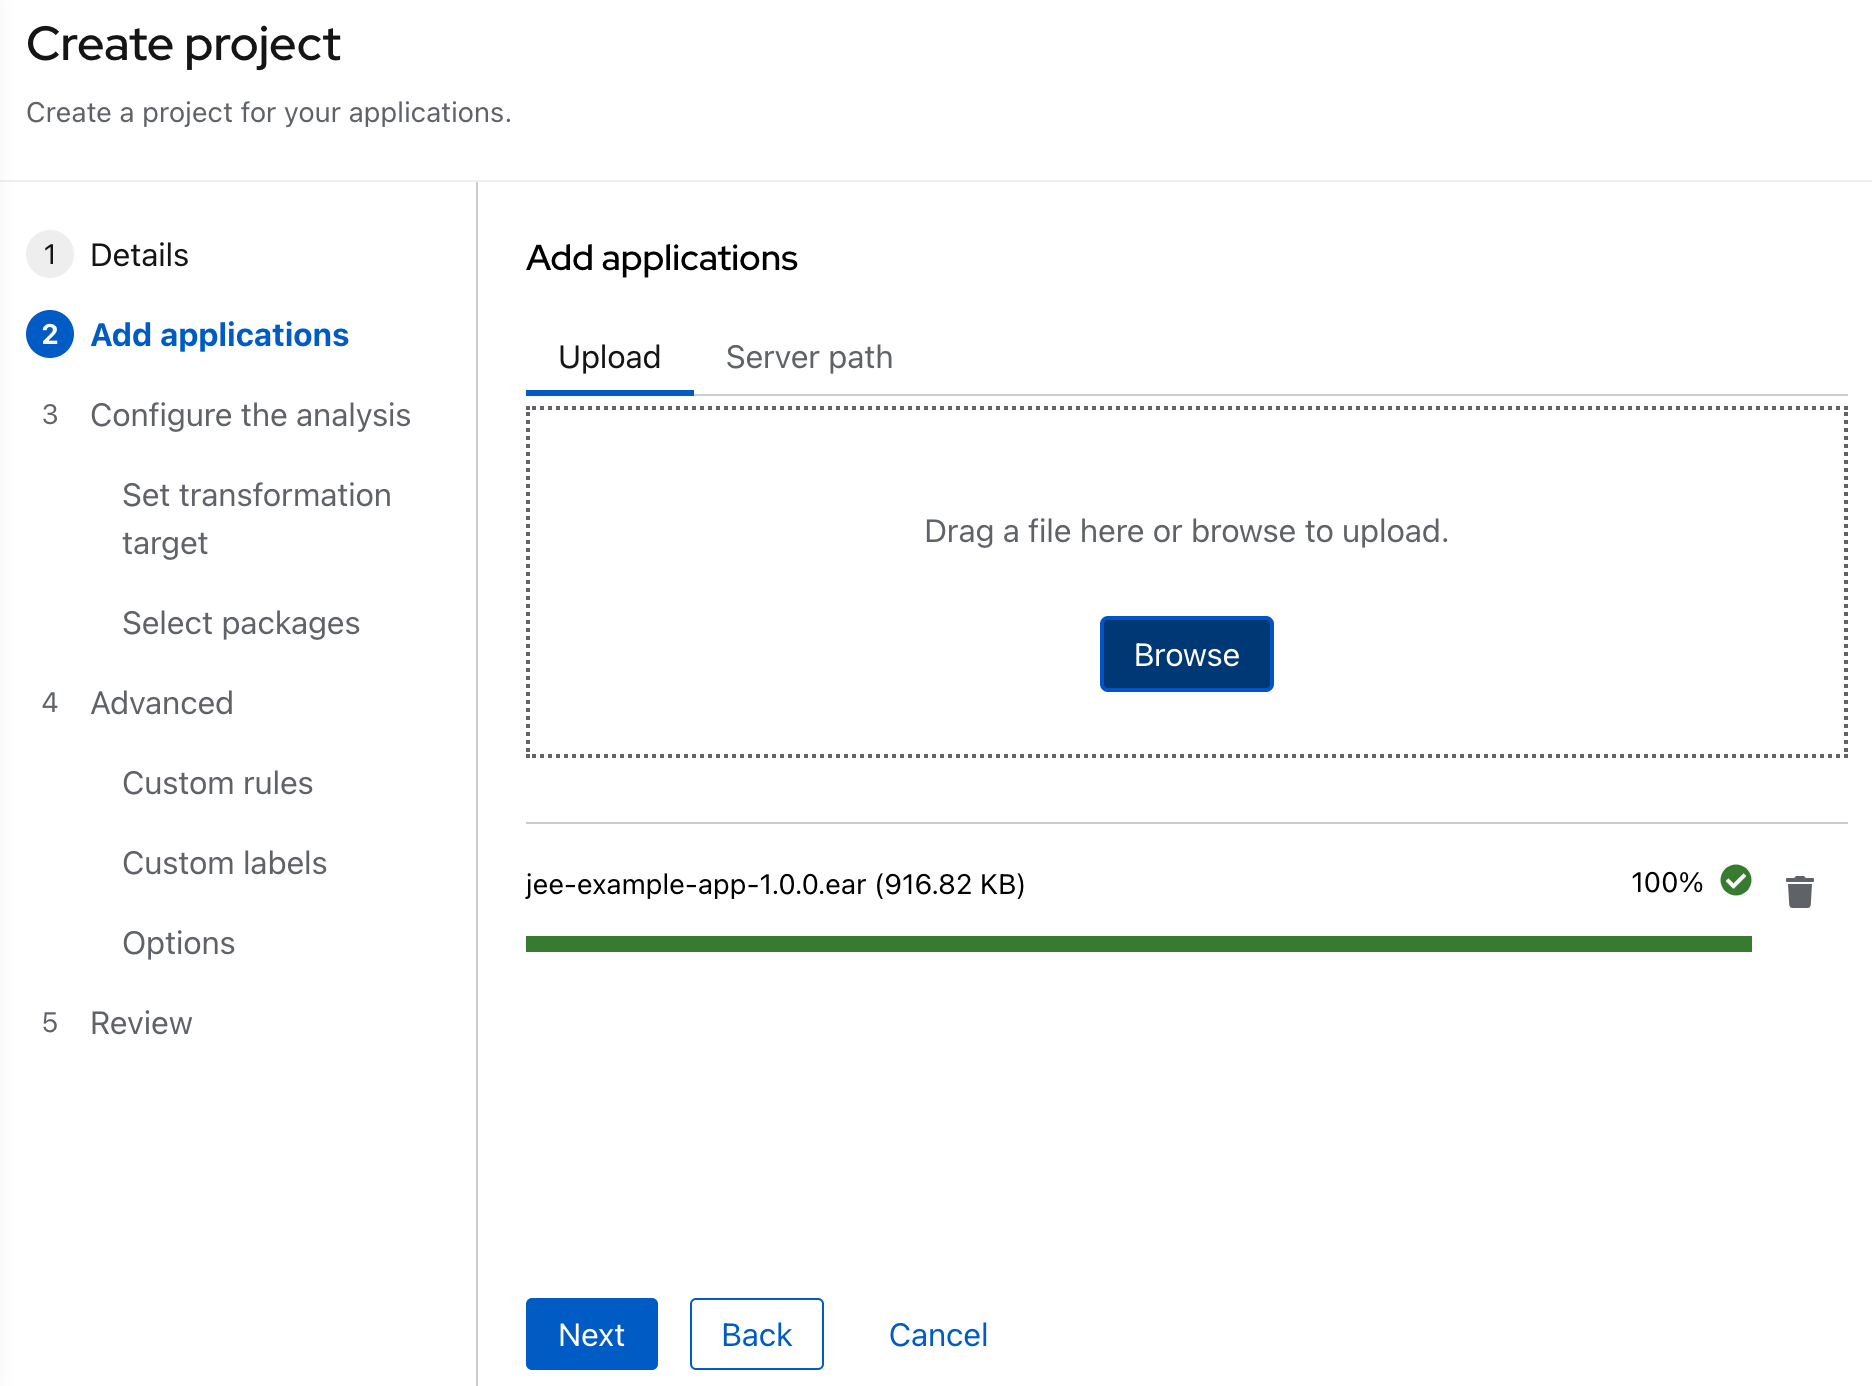 Create project
Create a project for your applications.
1 Details
2 Add applications
3 Configure the analysis
Set transformation
target
Select packages
4 Advanced
Custom rules
Custom labels
Options
5 Review
Add applications
Upload Server path
Drag a file here or browse to upload.
Browse
jee-example-app-1.0.0.ear (916.82 KB) 100%
Next Back Cancel